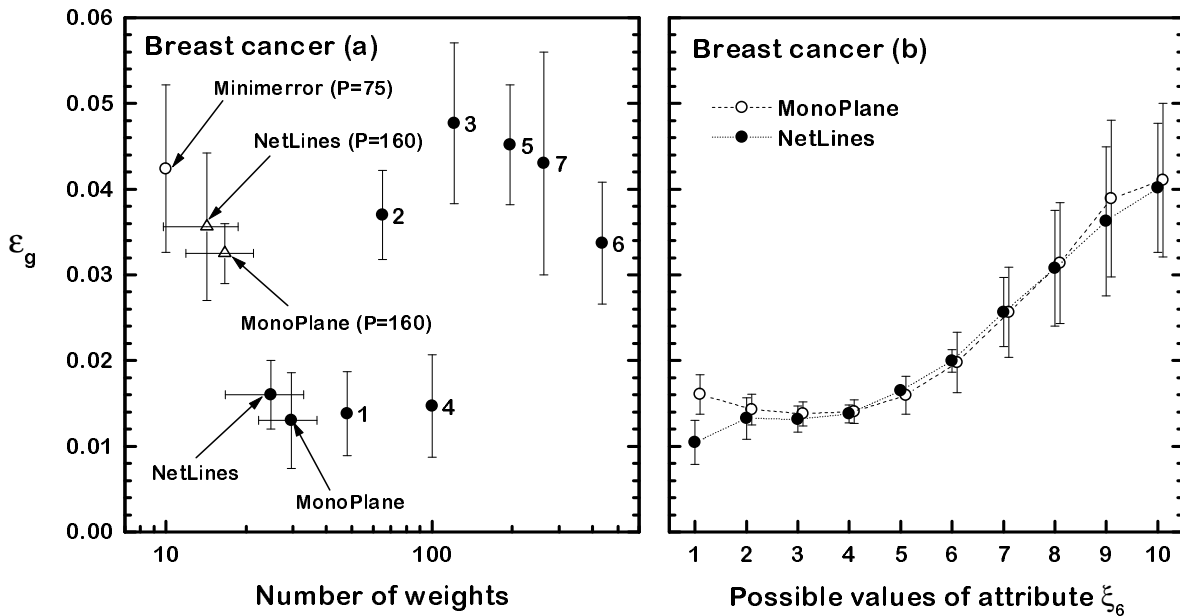 Breast cancer (a)
Minimerror (P=75)
NetLines (P=160)
MonoPlane (P=160)
NetLines
MonoPlane
1
2
3
4
5
6
7
0.06
0.05
0.04
0.03
0.02
0.01
0.00
εg
10
100
Number of weights
Breast cancer (b)
MonoPlane
NetLines
1 2 3 4 5 6 7 8 9 10
Possible values of attribute ξ6